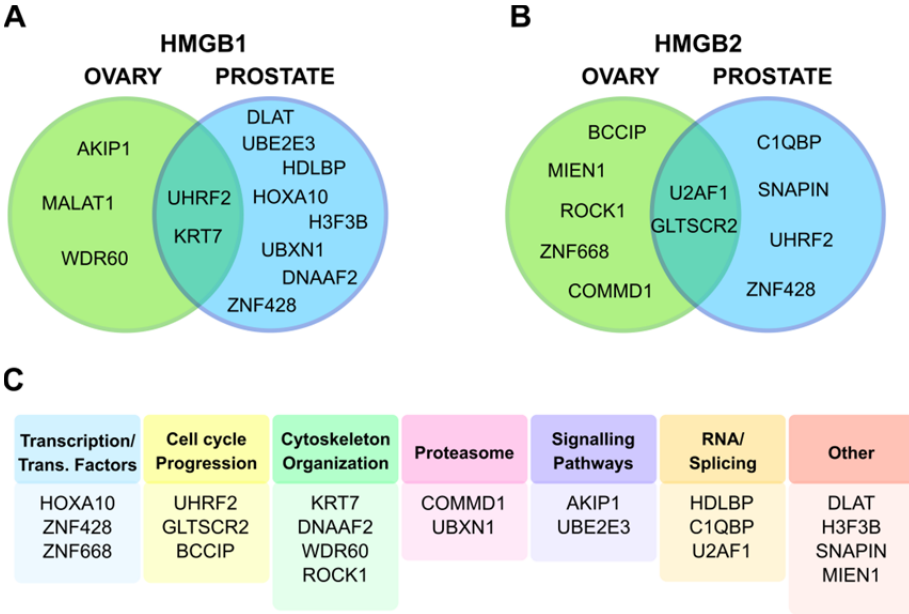 A
HMGB1
OVARY PROSTATE
AKIP1
MALAT1
WDR60
UHRF2
KRT7
DLAT
UBE2E3
HDLBP
HOXA10
H3F3B
UBXN1
DNAAF2
ZNF428
B
HMGB2
OVARY PROSTATE
BCCIP
MIEN1
ROCK1
ZNF668
COMMD1
U2AF1
GLTSCR2
C1QBP
SNAPIN
UHRF2
ZNF428
C
Transcription/
Trans. Factors
HOXA10
ZNF428
ZNF668
Cell cycle
Progression
UHRF2
GLTSCR2
BCCIP
Cytoskeleton
Organization
KRT7
DNAAF2
WDR60
ROCK1
Proteasome
COMMD1
UBXN1
Signalling
Pathways
AKIP1
UBE2E3
RNA/
Splicing
HDLBP
C1QBP
U2AF1
Other
DLAT
H3F3B
SNAPIN
MIEN1